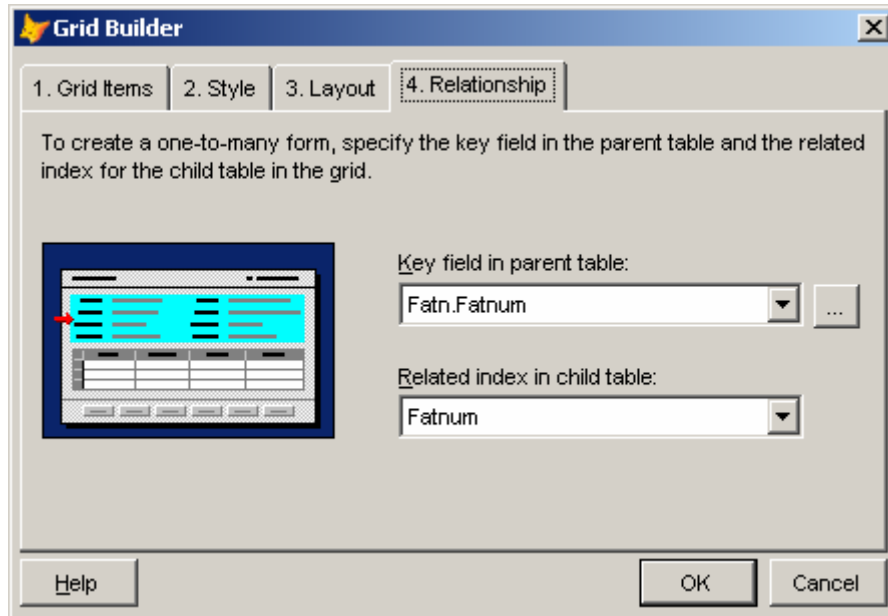 Grid Builder
1. Grid Items
2. Style
3. Layout
4. Relationship
To create a one-to-many form, specify the key field in the parent table and the related
index for the child table in the grid.
Key field in parent table:
Fatn.Fatnum
...
Related index in child table:
Fatnum
Help
OK
Cancel